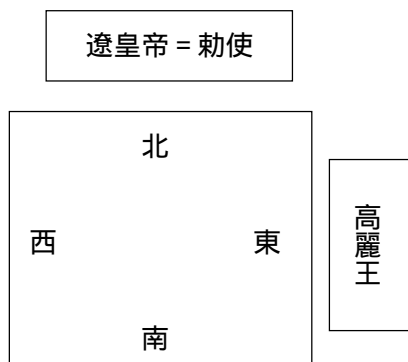 遼皇帝 = 勅使
北
西 東
南
高麗王